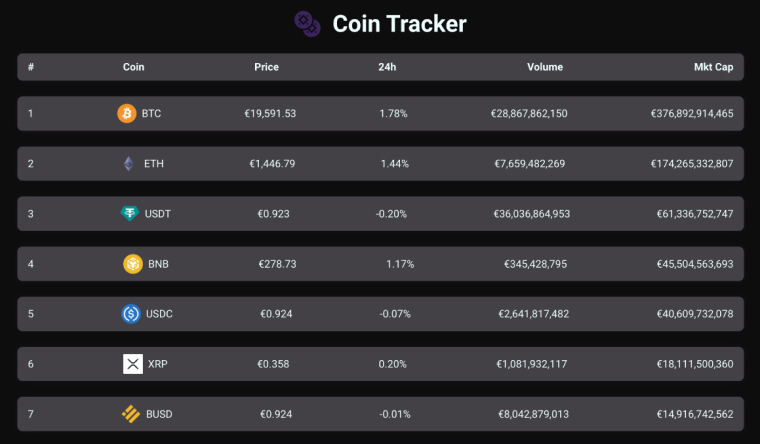 Coin Tracker
# Coin Price 24h Volume Mkt Cap
1 BTC €19,591.53 1.78% €28,867,862,150 €376,892,914,465
2 ETH €1,446.79 1.44% €7,659,482,269 €174,265,332,807
3 USDT €0.923 -0.20% €36,036,864,953 €61,336,752,747
4 BNB €278.73 1.17% €345,428,795 €45,504,563,693
5 USDC €0.924 -0.07% €2,641,817,482 €40,609,732,078
6 XRP €0.358 0.20% €1,081,932,117 €18,111,500,360
7 BUSD €0.924 -0.01% €8,042,879,013 €14,916,742,562